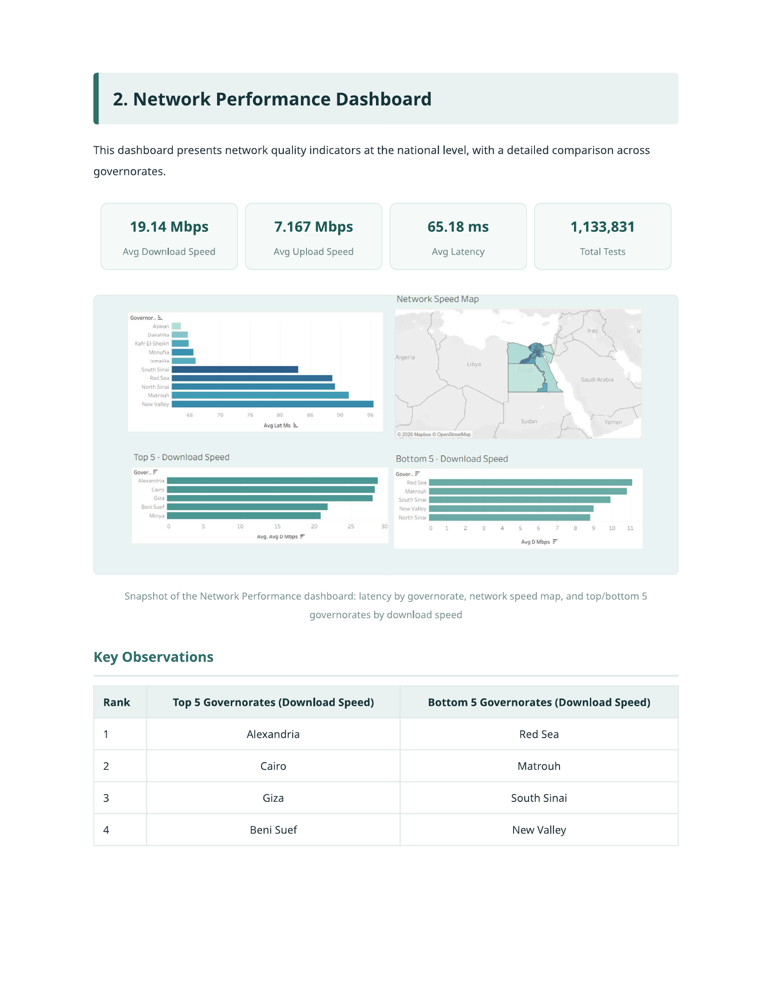 2. Network Performance Dashboard
This dashboard presents network quality indicators at the national level, with a detailed comparison across
governorates.
19.14 Mbps
Avg Download Speed
7.167 Mbps
Avg Upload Speed
65.18 ms
Avg Latency
1,133,831
Total Tests
Governor..
Aswan
Dakahlia
Kafr El-Sheikh
Monufia
Ismailia
South Sinai
Red Sea
North Sinai
Matrouh
New Valley
65 70 75 80 85 90 95
Avg Lat Ms
Network Speed Map
Iraq
Ir
Algeria
Libya
Egypt
Saudi Arabia
Sudan
Yemen
© 2026 Mapbox © OpenStreetMap
Top 5 - Download Speed
Gover..
Alexandria
Cairo
Giza
Beni Suef
Minya
0 5 10 15 20 25 30
Avg. Avg D Mbps
Bottom 5 - Download Speed
Gover..
Red Sea
Matrouh
South Sinai
New Valley
North Sinai
0 1 2 3 4 5 6 7 8 9 10 11
Avg D Mbps
Snapshot of the Network Performance dashboard: latency by governorate, network speed map, and top/bottom 5
governorates by download speed
Key Observations
Rank Top 5 Governorates (Download Speed) Bottom 5 Governorates (Download Speed)
1 Alexandria Red Sea
2 Cairo Matrouh
3 Giza South Sinai
4 Beni Suef New Valley